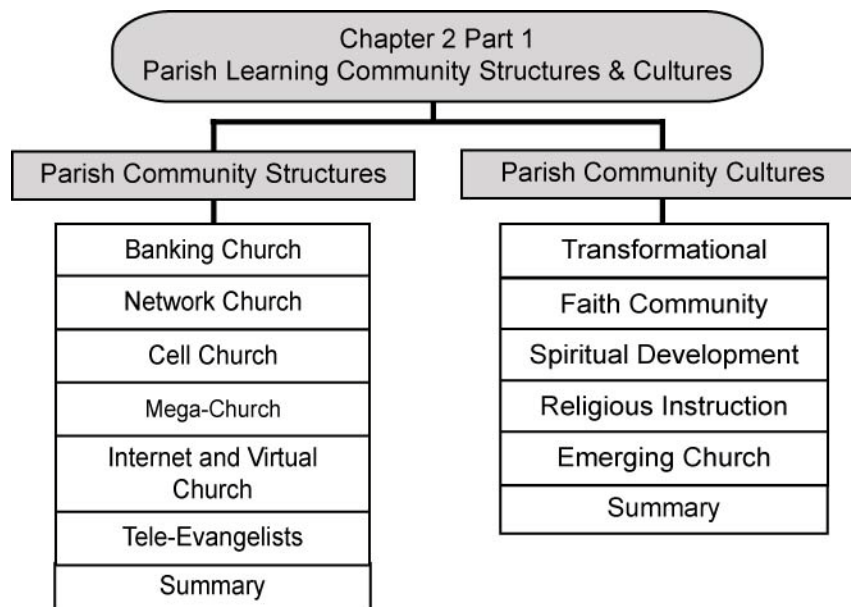 Chapter 2 Part 1
Parish Learning Community Structures & Cultures
Parish Community Structures
Banking Church
Network Church
Cell Church
Mega-Church
Internet and Virtual
Church
Tele-Evangelists
Summary
Parish Community Cultures
Transformational
Faith Community
Spiritual Development
Religious Instruction
Emerging Church
Summary